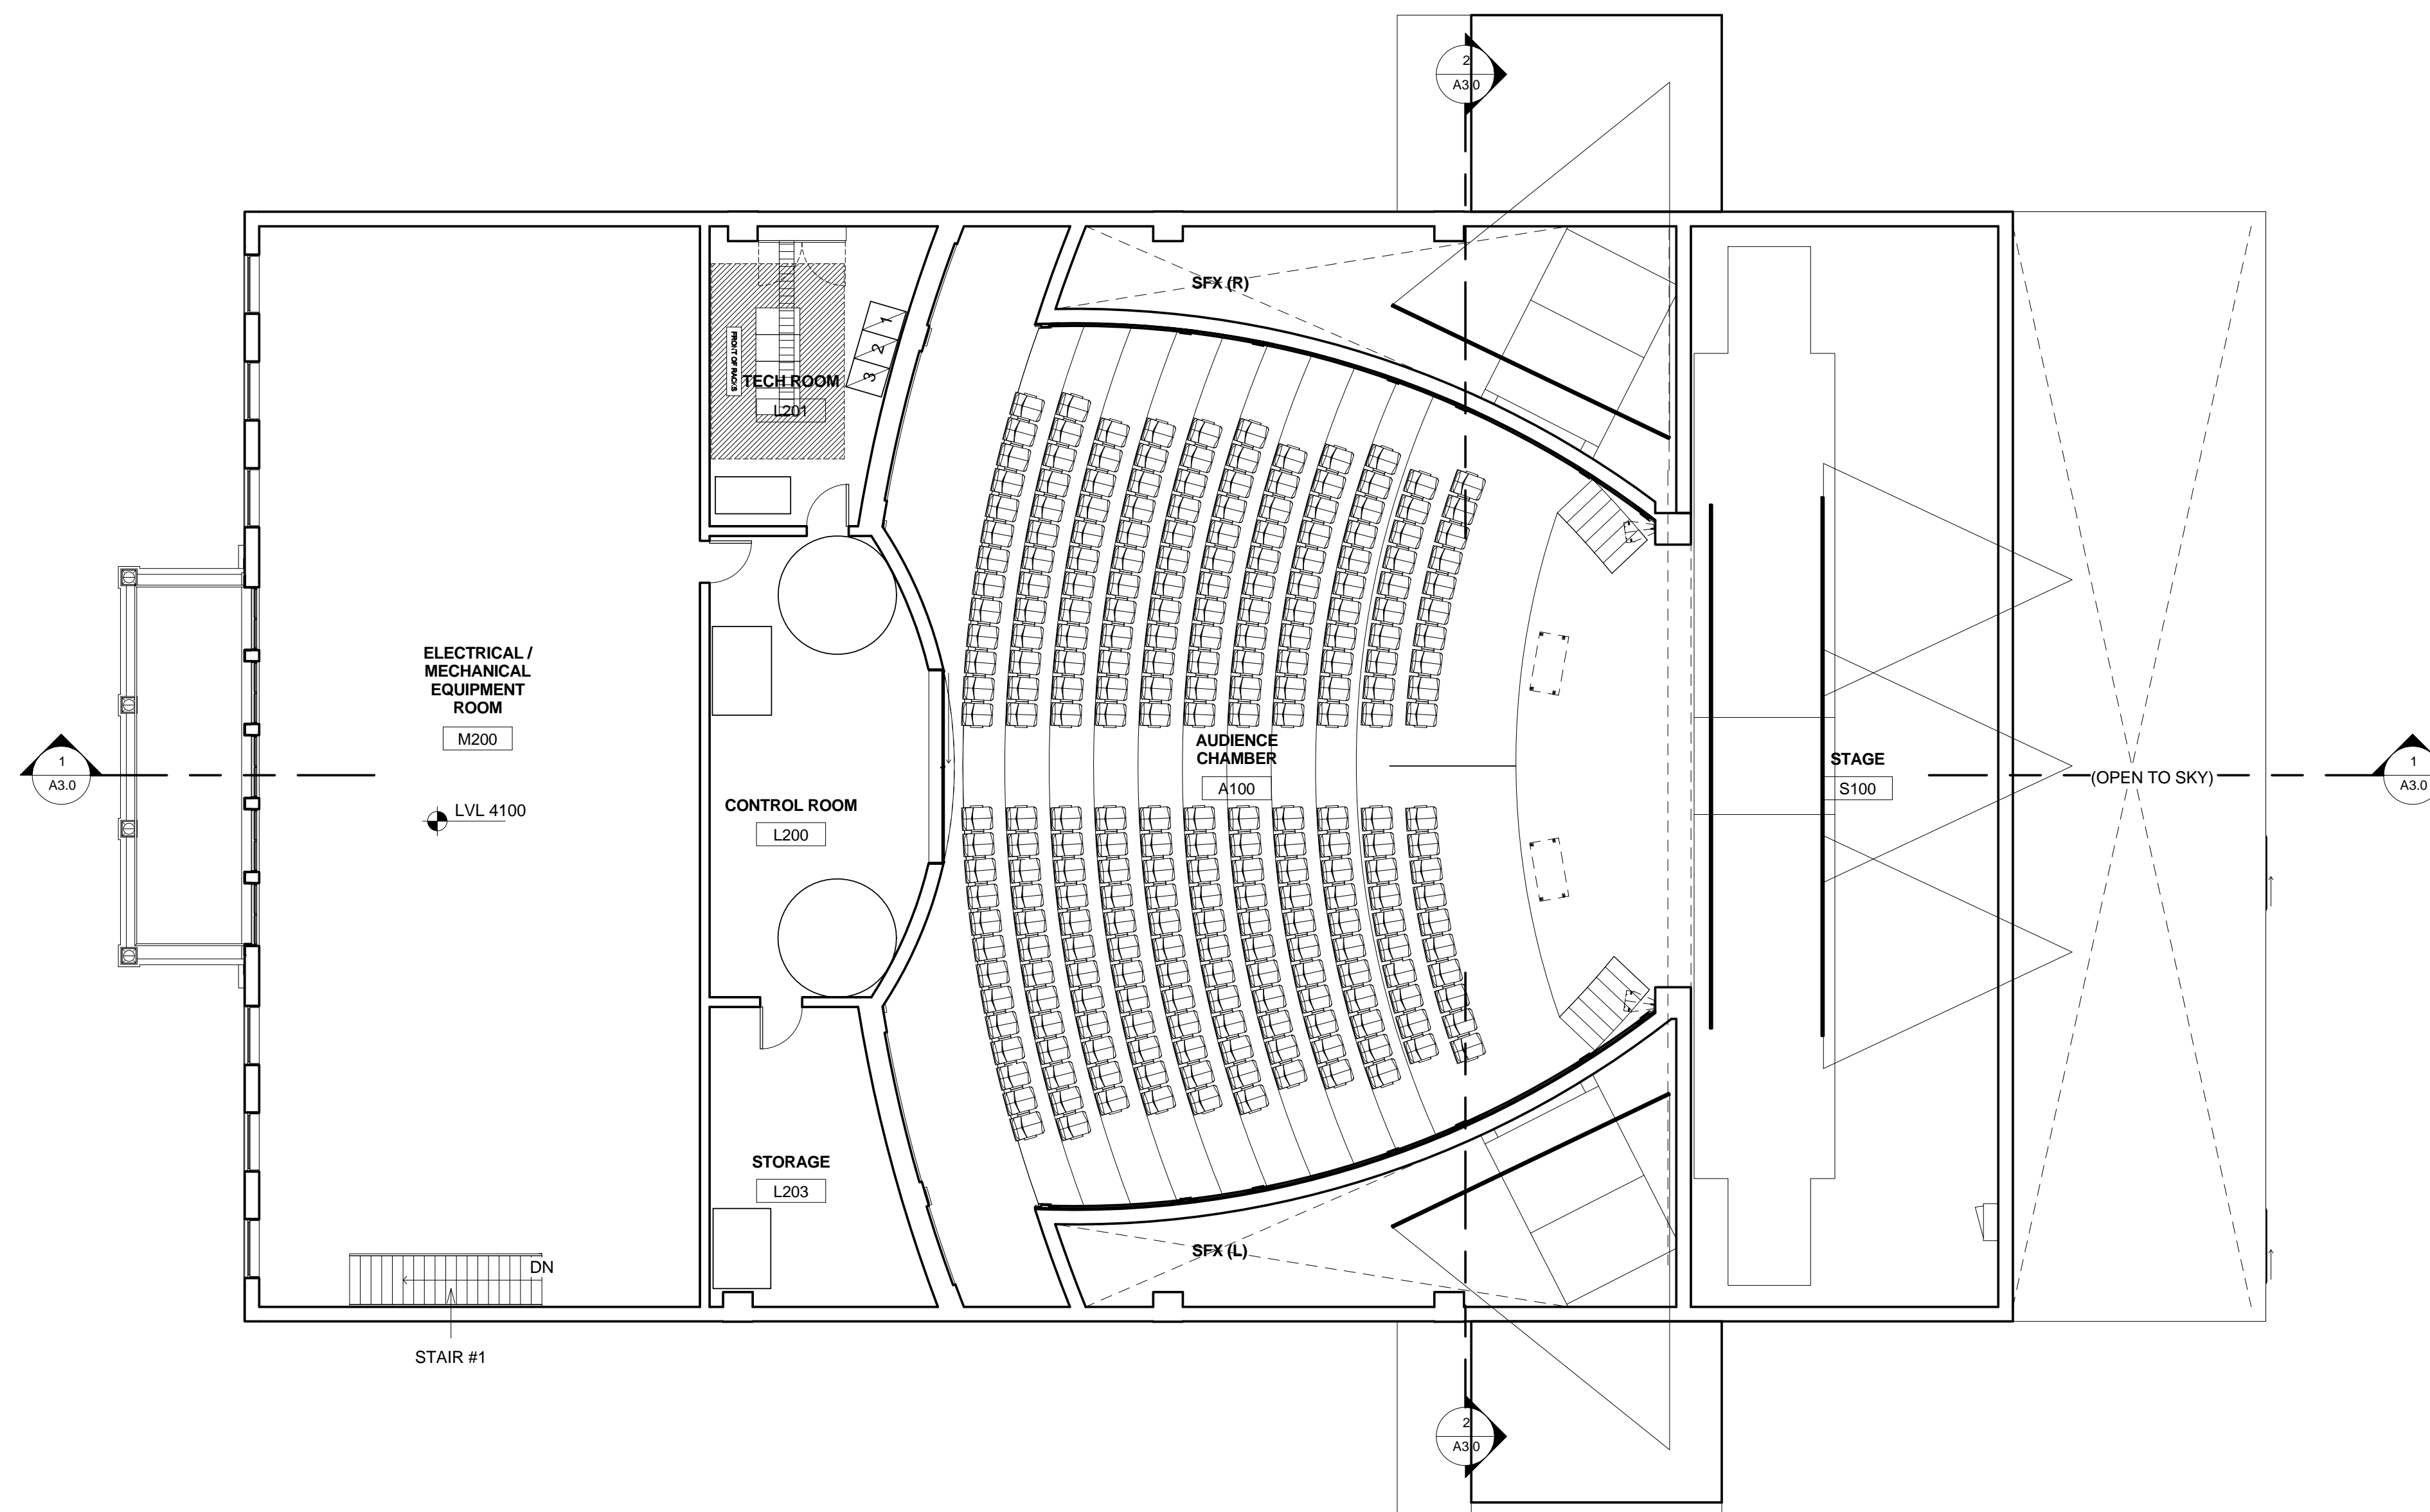 2
A3.0
SFX (R)
1
2
3
FRONT OF RACKS
TECH ROOM
L201
ELECTRICAL /
MECHANICAL
EQUIPMENT
ROOM
M200
AUDIENCE
CHAMBER
A100
STAGE
S100
1
A3.0
(OPEN TO SKY)
1
A3.0
LVL 4100
CONTROL ROOM
L200
STORAGE
L203
SFX (L)
DN
STAIR #1
2
A3.0